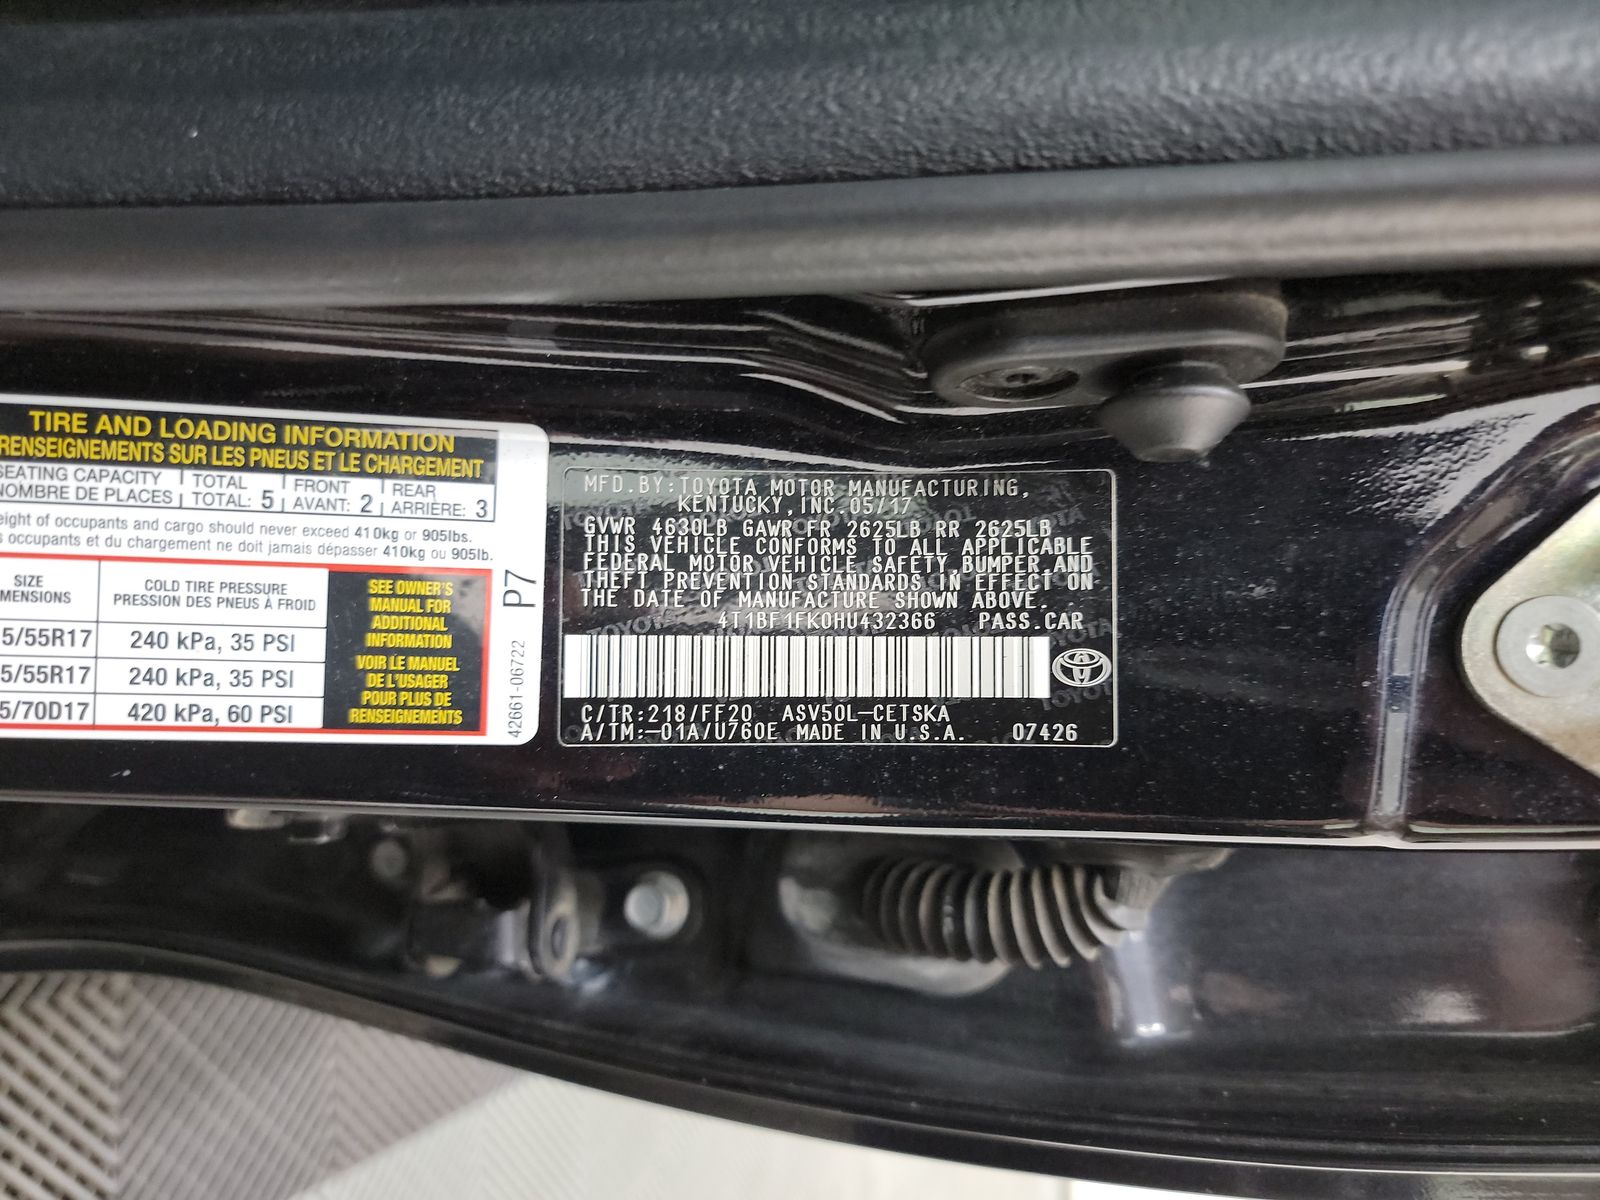 TIRE AND LOADING INFORMATION
RENSEIGNEMENTS SUR LES PNEUS ET LE CHARGEMENT
SEATING CAPACITY TOTAL FRONT REAR
NOMBRE DE PLACES TOTAL: 5 AVANT: 2 ARRIÈRE: 3
eight of occupants and cargo should never exceed 410kg or 905lbs.
s occupants et du chargement ne doit jamais dépasser 410kg ou 905lb.
SIZE COLD TIRE PRESSURE
MENSIONS PRESSION DES PNEUS À FROID
5/55R17 240 kPa, 35 PSI
5/55R17 240 kPa, 35 PSI
5/70D17 420 kPa, 60 PSI
SEE OWNER'S
MANUAL FOR
ADDITIONAL
INFORMATION
VOIR LE MANUEL
DE L'USAGER
POUR PLUS DE
RENSEIGNEMENTS
42661-06722 P7
MFD.BY:TOYOTA MOTOR MANUFACTURING,
KENTUCKY,INC.05/17
GVWR 4630LB GAWR FR 2625LB RR 2625LB
THIS VEHICLE CONFORMS TO ALL APPLICABLE
FEDERAL MOTOR VEHICLE SAFETY,BUMPER,AND
THEFT PREVENTION STANDARDS IN EFFECT ON
THE DATE OF MANUFACTURE SHOWN ABOVE.
4T1BF1FK0HU432366 PASS.CAR
C/TR:218/FF20 ASV50L-CETSKA
A/TM:-01A/U760E MADE IN U.S.A. 07426